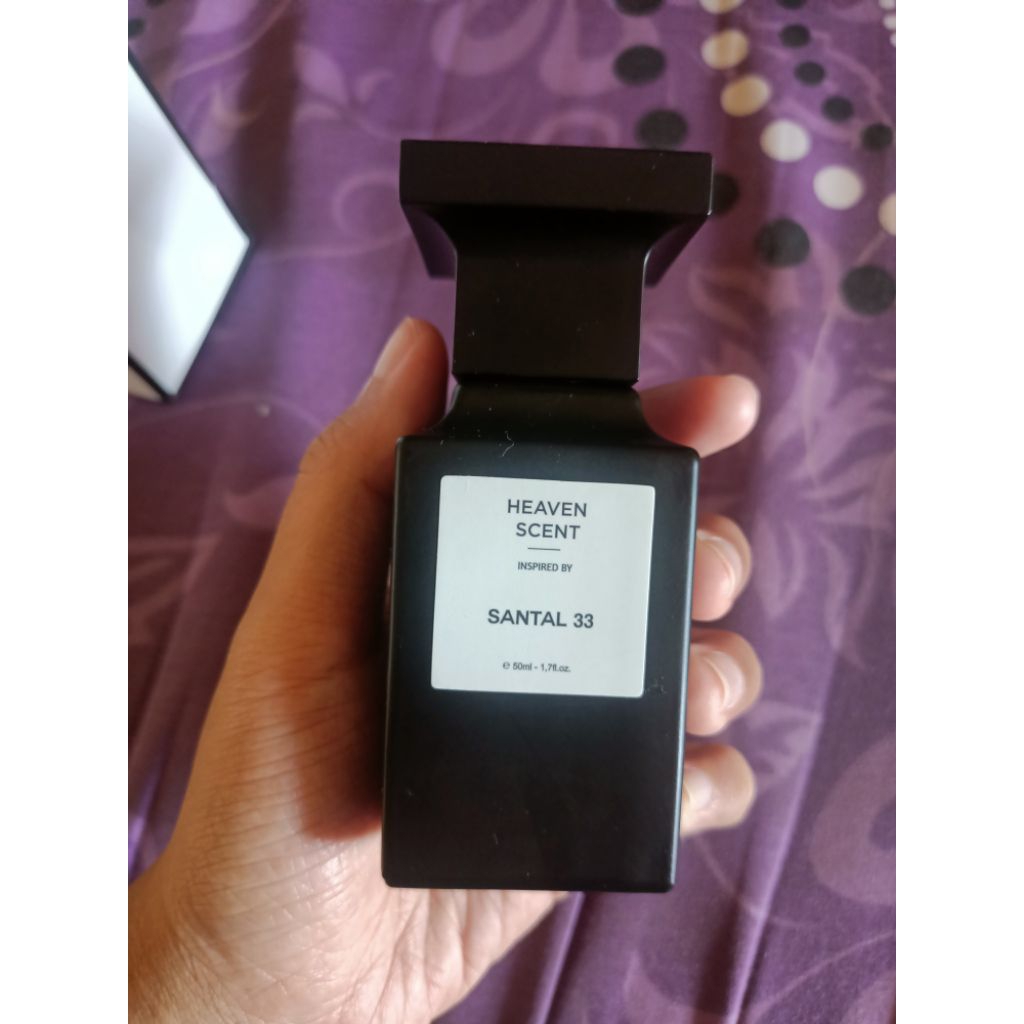 HEAVEN
SCENT
INSPIRED BY
SANTAL 33
℮ 50ml - 1,7fl.oz.